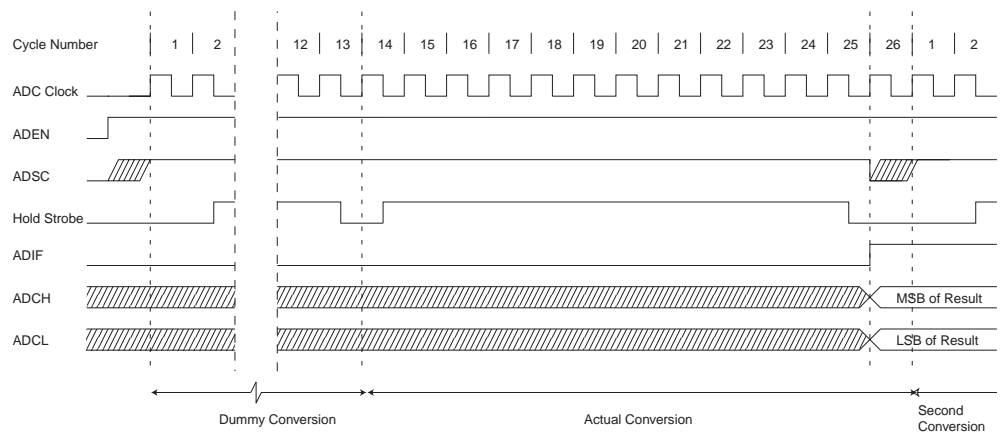 Cycle Number 1 2 12 13 14 15 16 17 18 19 20 21 22 23 24 25 26 1 2
ADC Clock
ADEN
ADSC
Hold Strobe
ADIF
ADCH MSB of Result
ADCL LSB of Result
Dummy Conversion Actual Conversion Second
Conversion